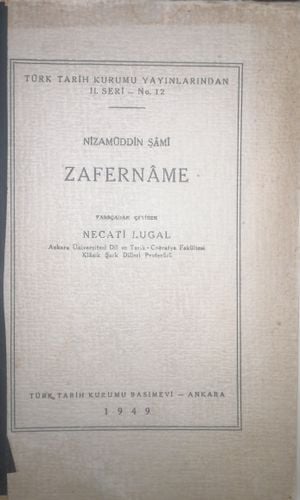 TÜRK TARİH KURUMU YAYINLARINDAN
II. SERİ — No. 12
NİZAMÜDDİN ŞÂMÎ
ZAFERNÂME
FARSÇADAN ÇEVİREN
NECATİ LUGAL
Ankara Üniversitesi Dil ve Tarih-Coğrafya Fakültesi
Klâsik Şark Dilleri Profesörü
TÜRK TARİH KURUMU BASIMEVİ — ANKARA
1949